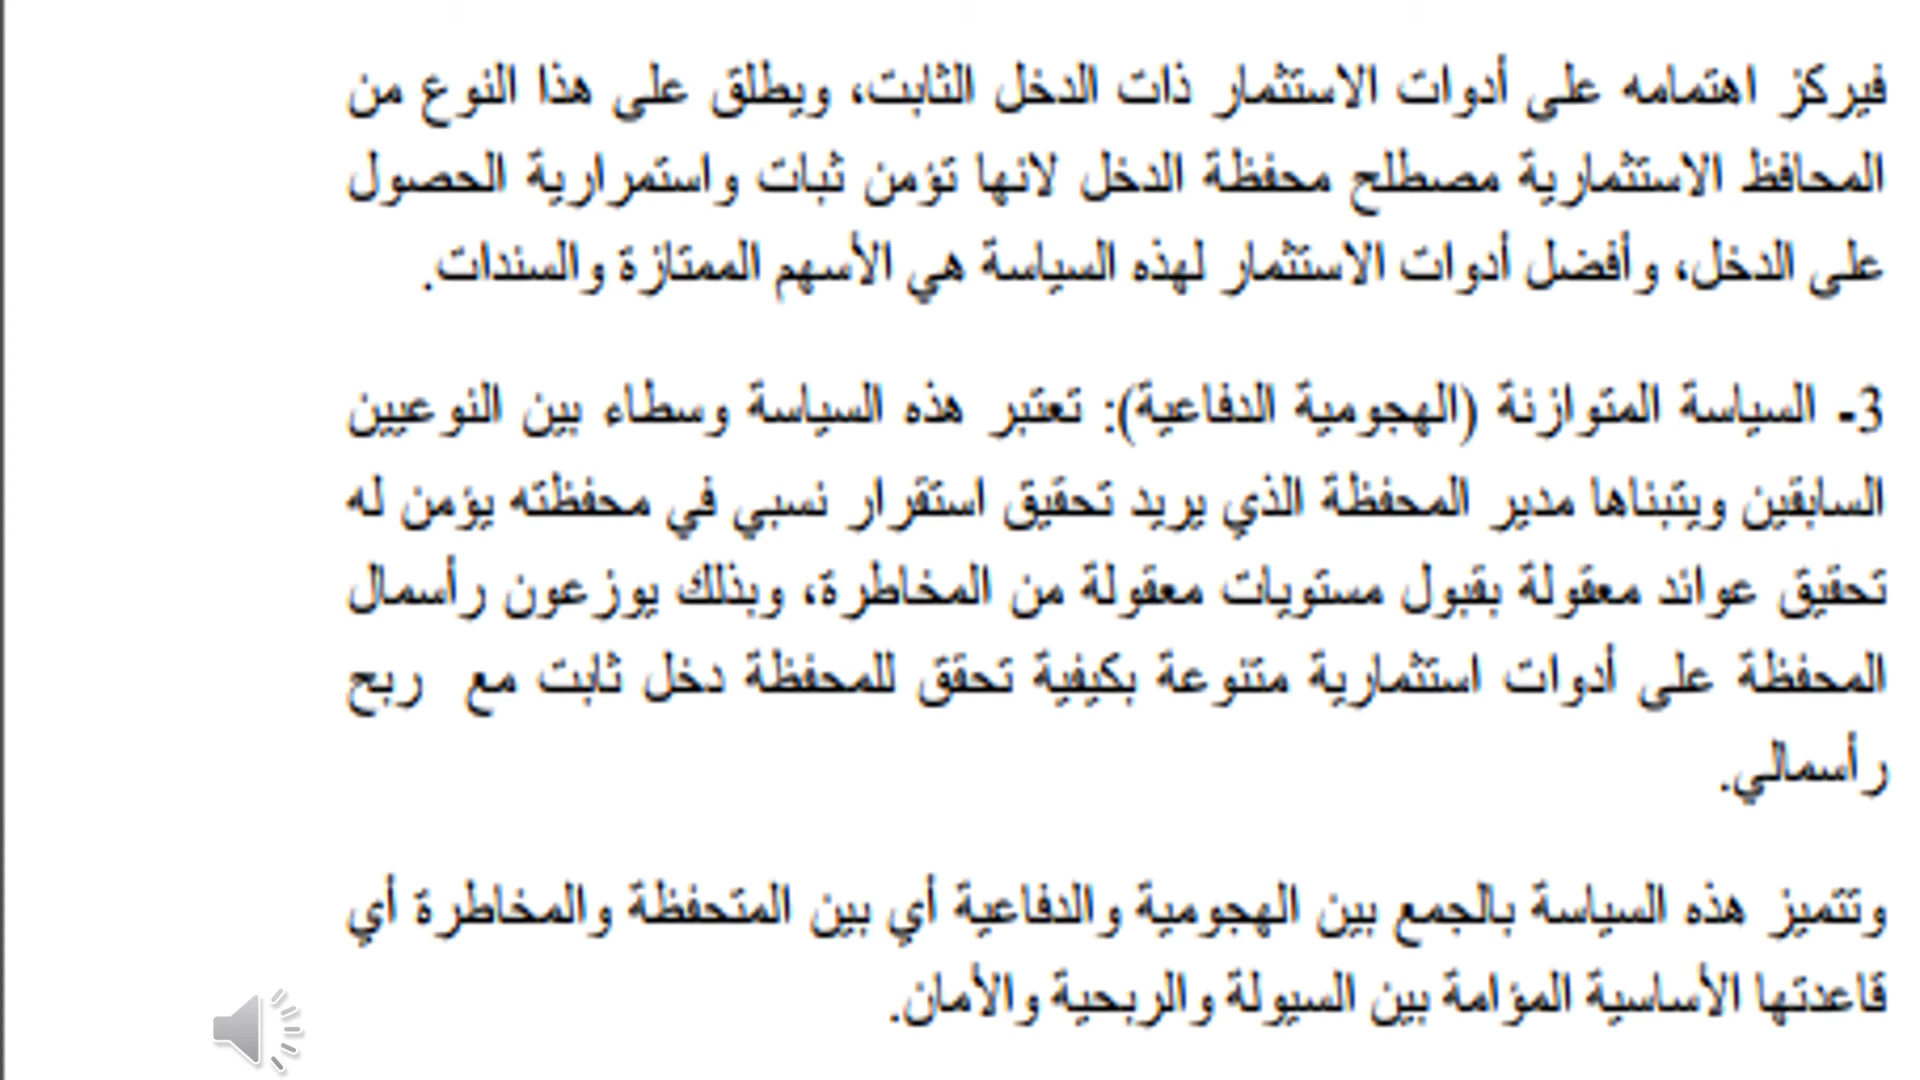 فيركز اهتمامه على أدوات الاستثمار ذات الدخل الثابت، ويطلق على هذا النوع من
المحافظ الاستثمارية مصطلح محفظة الدخل لانها تؤمن ثبات واستمرارية الحصول
على الدخل، وأفضل أدوات الاستثمار لهذه السياسة هي الأسهم الممتازة والسندات.
3- السياسة المتوازنة (الهجومية الدفاعية): تعتبر هذه السياسة وسطاء بين النوعيين
السابقين ويتبناها مدير المحفظة الذي يريد تحقيق استقرار نسبي في محفظته يؤمن له
تحقيق عوائد معقولة بقبول مستويات معقولة من المخاطرة، وبذلك يوزعون رأسمال
المحفظة على أدوات استثمارية متنوعة بكيفية تحقق للمحفظة دخل ثابت مع ربح
رأسمالي.
وتتميز هذه السياسة بالجمع بين الهجومية والدفاعية أي بين المتحفظة والمخاطرة أي
قاعدتها الأساسية المؤامة بين السيولة والربحية والأمان.